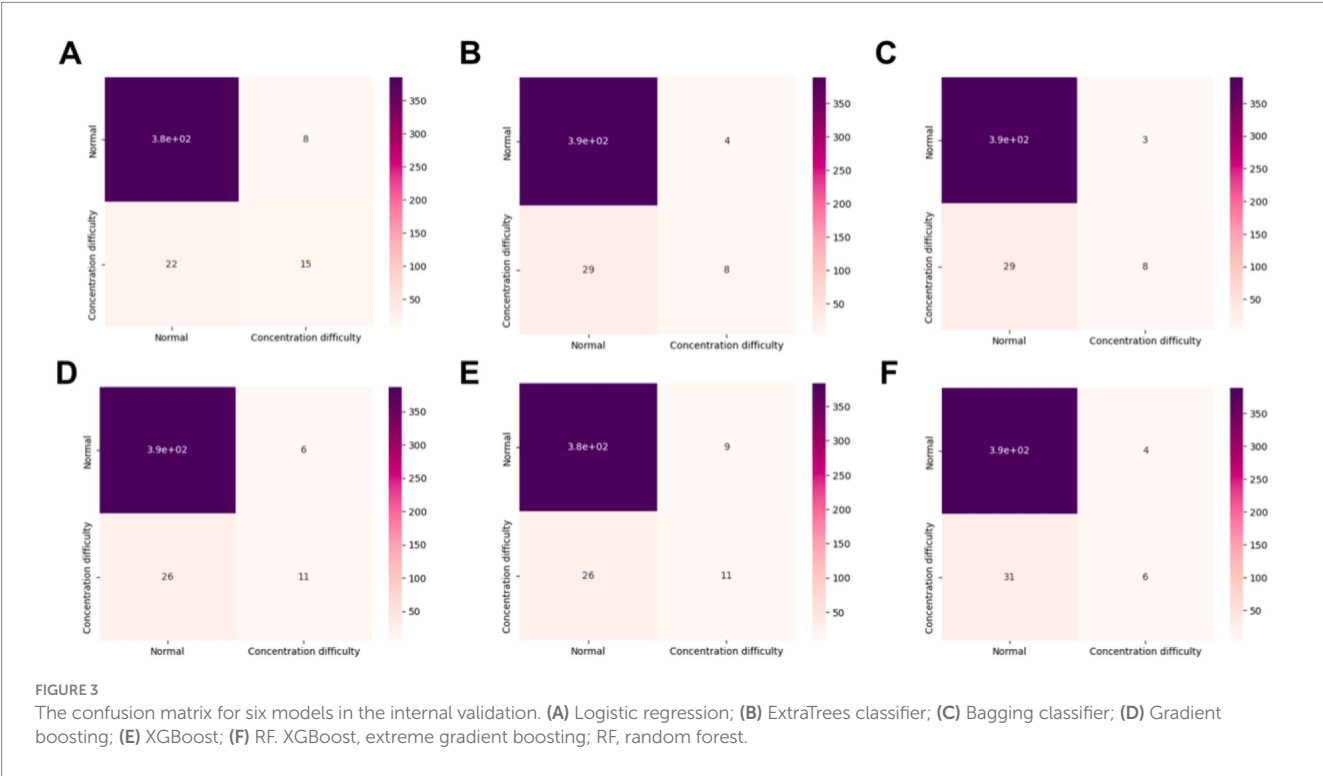 A
Normal
Concentration difficulty
3.8e+02
8
22
15
Normal
Concentration difficulty
350
300
250
200
150
100
50
B
Normal
Concentration difficulty
3.9e+02
4
29
8
Normal
Concentration difficulty
350
300
250
200
150
100
50
C
Normal
Concentration difficulty
3.9e+02
3
29
8
Normal
Concentration difficulty
350
300
250
200
150
100
50
D
Normal
Concentration difficulty
3.9e+02
6
26
11
Normal
Concentration difficulty
350
300
250
200
150
100
50
E
Normal
Concentration difficulty
3.8e+02
9
26
11
Normal
Concentration difficulty
350
300
250
200
150
100
50
F
Normal
Concentration difficulty
3.9e+02
4
31
6
Normal
Concentration difficulty
350
300
250
200
150
100
50
FIGURE 3
The confusion matrix for six models in the internal validation. (A) Logistic regression; (B) ExtraTrees classifier; (C) Bagging classifier; (D) Gradient
boosting; (E) XGBoost; (F) RF. XGBoost, extreme gradient boosting; RF, random forest.